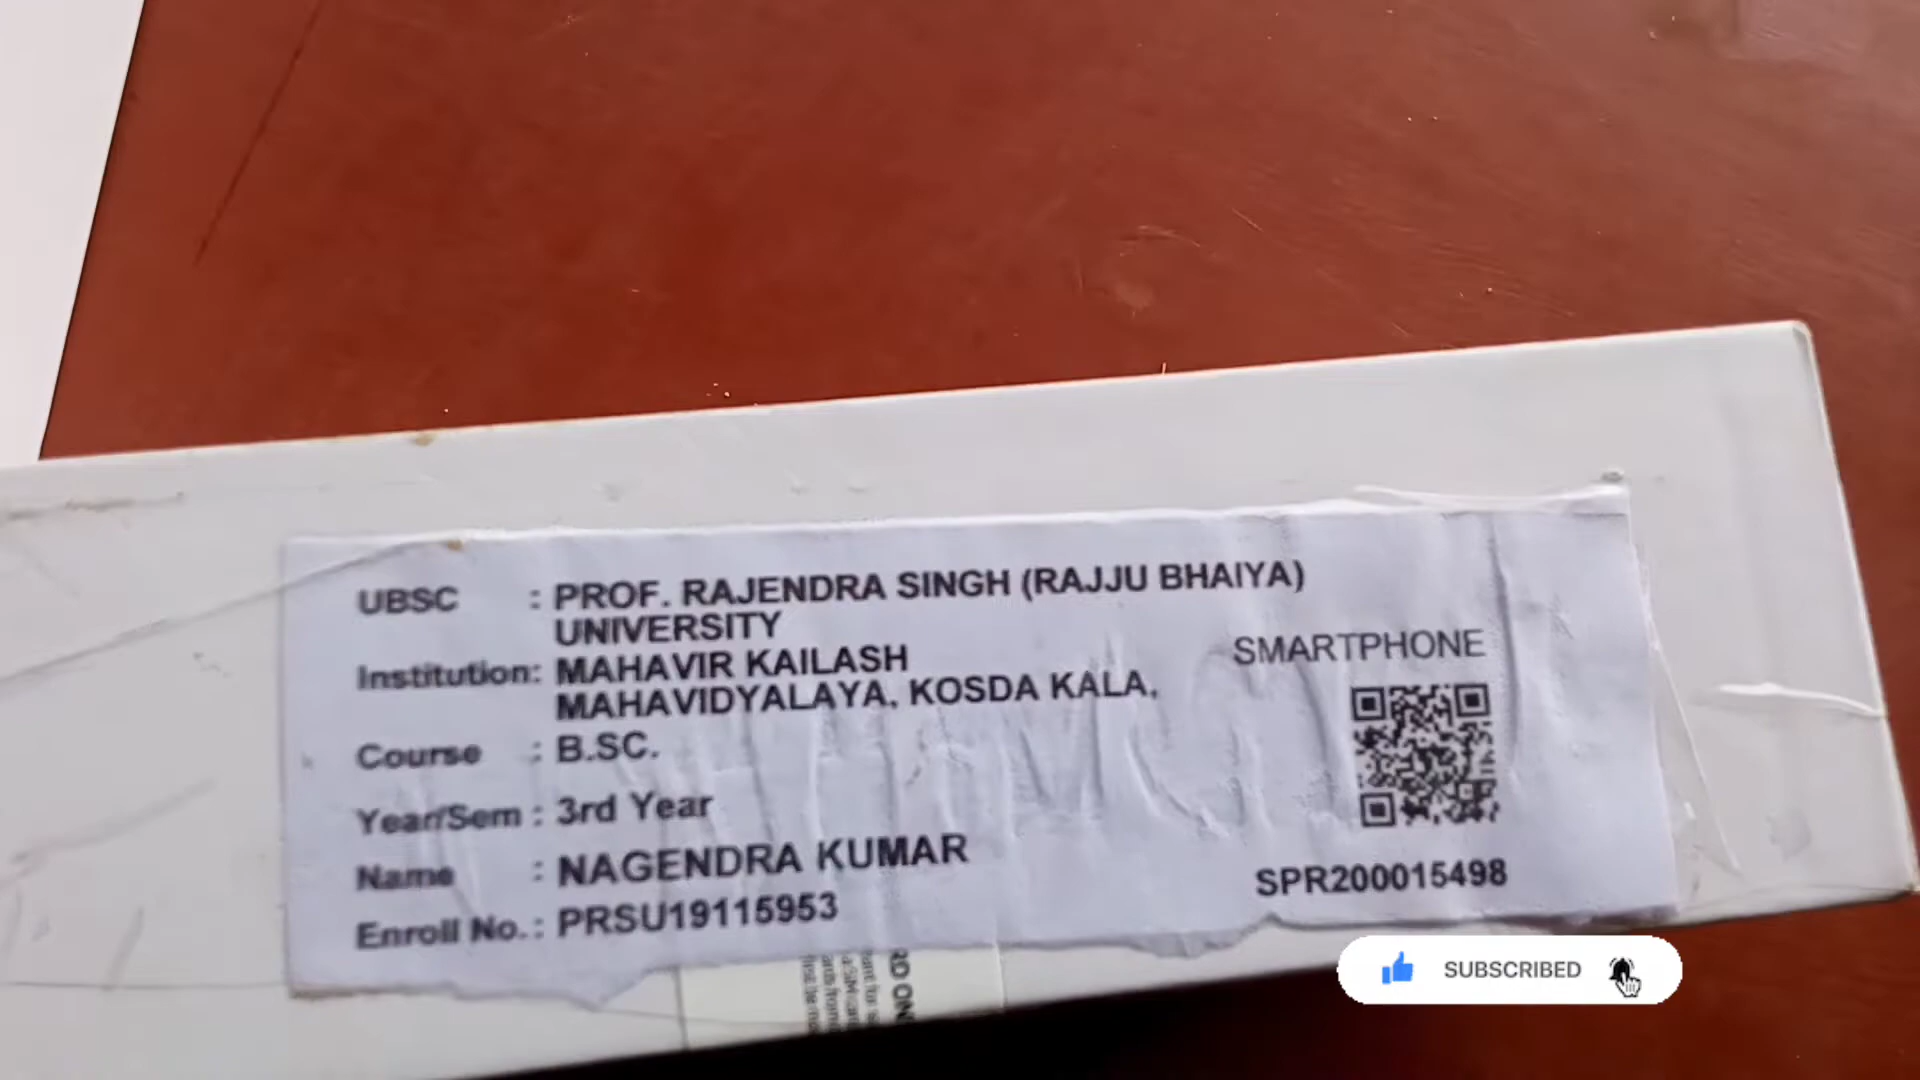 UBSC : PROF. RAJENDRA SINGH (RAJJU BHAIYA)
UNIVERSITY
Institution: MAHAVIR KAILASH
MAHAVIDYALAYA, KOSDA KALA,
Course : B.SC.
Year/Sem : 3rd Year
Name : NAGENDRA KUMAR
Enroll No. : PRSU19115953
SMARTPHONE
SPR200015498
SUBSCRIBED